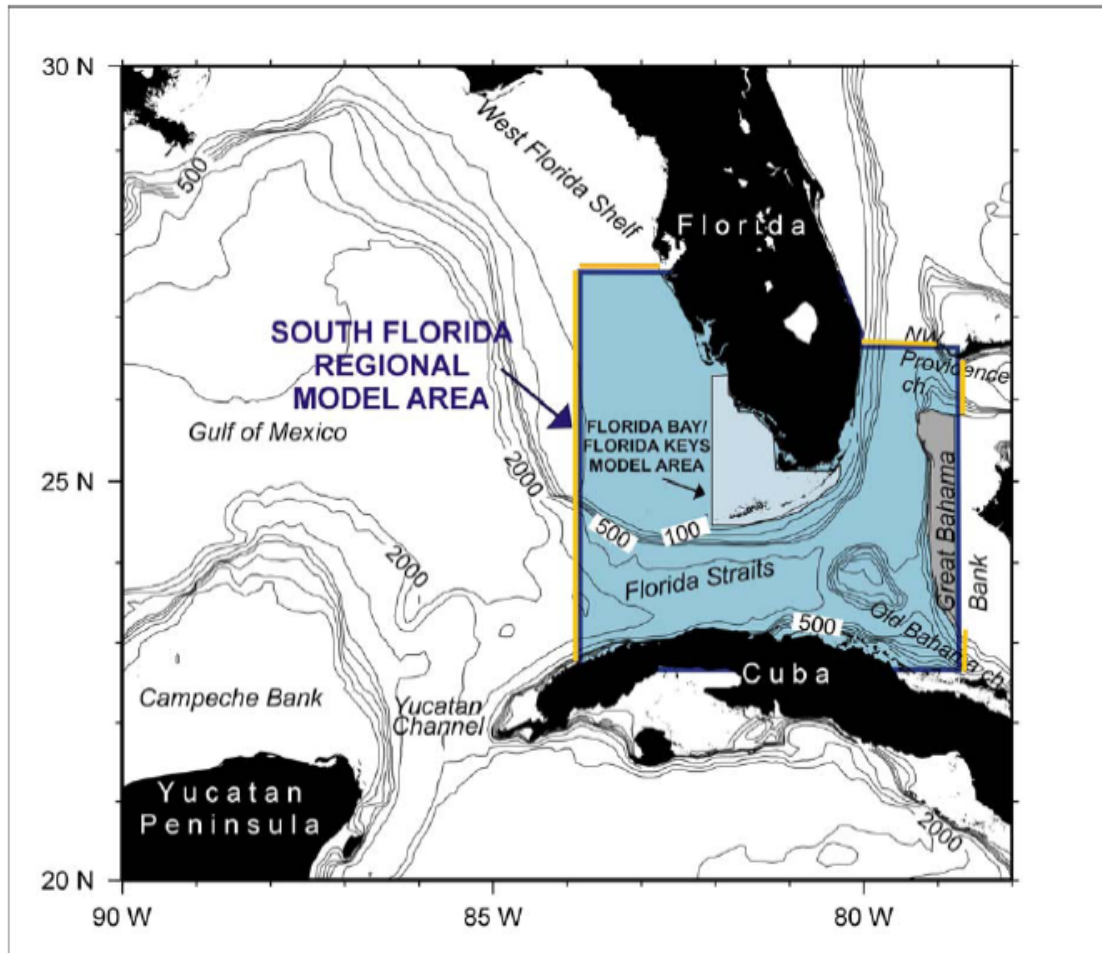 30 N
West Florida Shelf
500
Florida
SOUTH FLORIDA
REGIONAL
MODEL AREA
NW
Providence
ch.
Gulf of Mexico
FLORIDA BAY/
FLORIDA KEYS
MODEL AREA
2000
25 N
500
100
Great Bahama
Bank
2000
Florida Straits
500
Old Bahama ch.
Campeche Bank
Yucatan
Channel
Cuba
Yucatan
Peninsula
2000
20 N
90 W
85 W
80 W